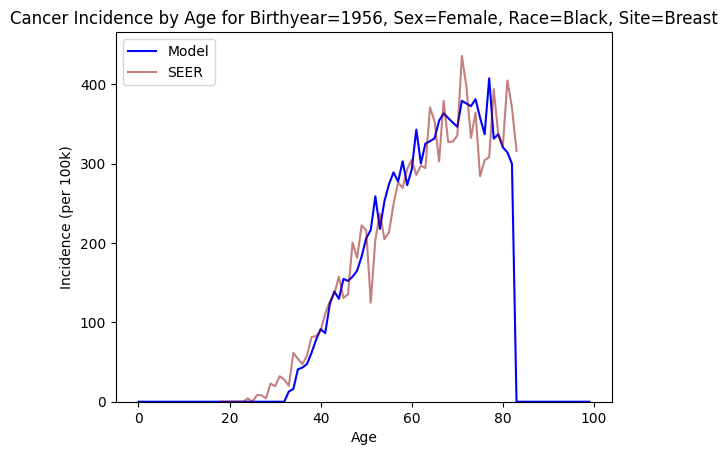 Cancer Incidence by Age for Birthyear=1956, Sex=Female, Race=Black, Site=Breast
Model
SEER
400
300
200
100
0
Incidence (per 100k)
0 20 40 60 80 100
Age